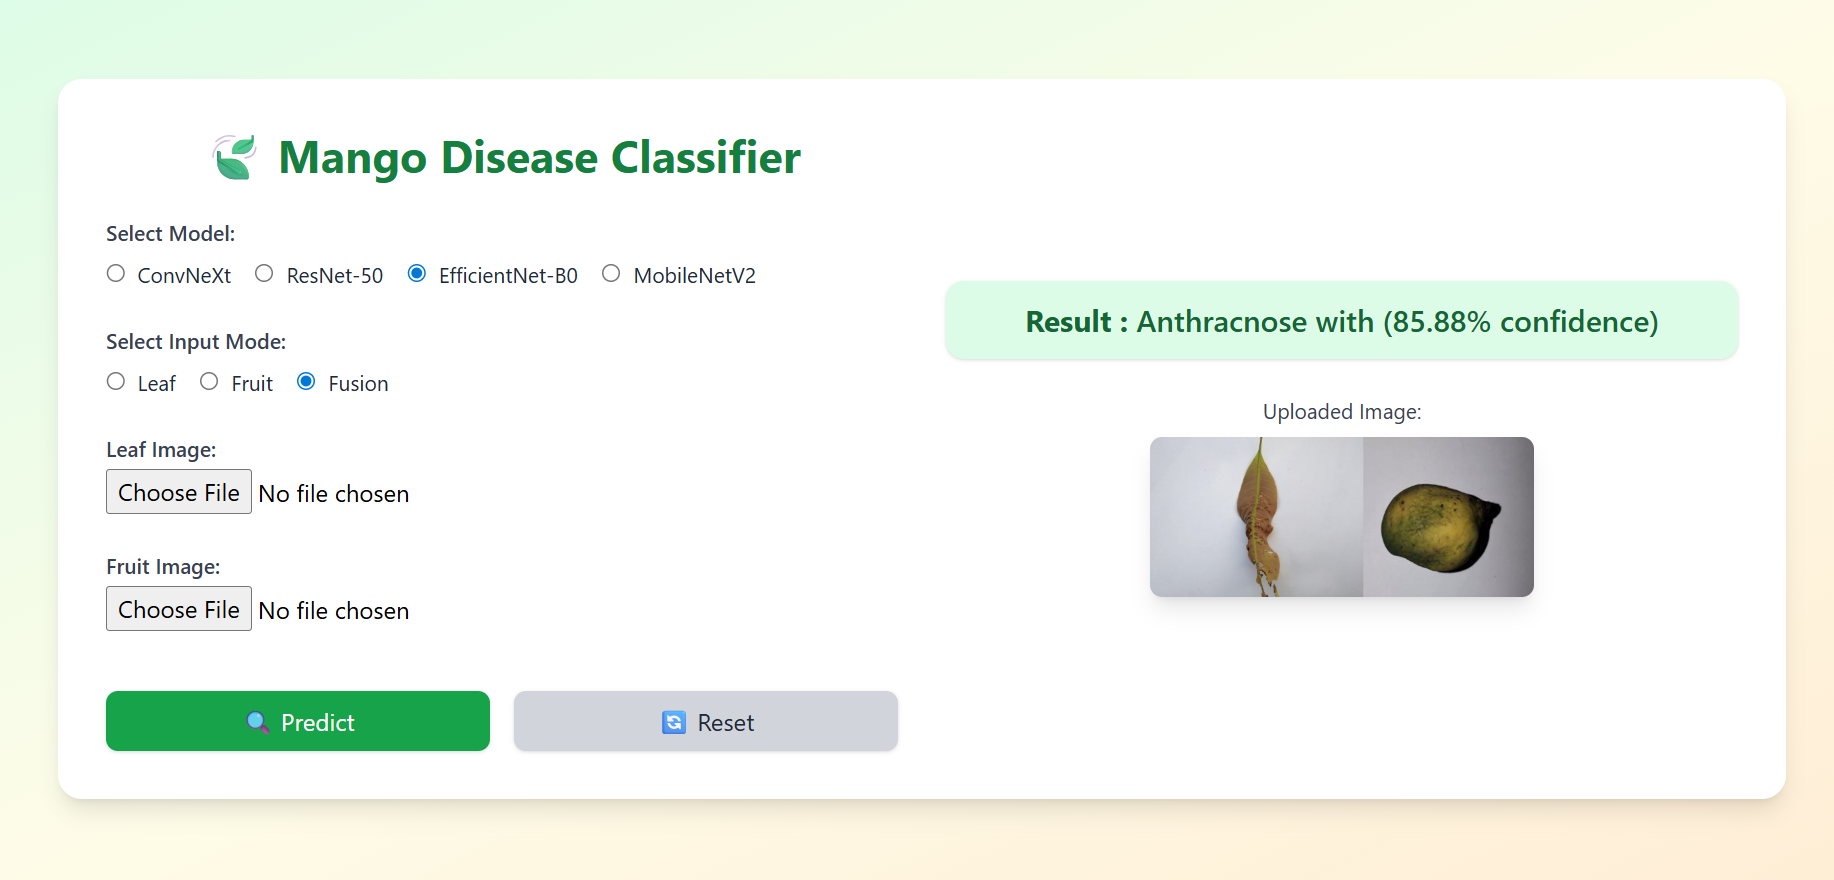 Mango Disease Classifier
Select Model:
ConvNeXt ResNet-50 EfficientNet-B0 MobileNetV2
Select Input Mode:
Leaf Fruit Fusion
Leaf Image:
Choose File No file chosen
Fruit Image:
Choose File No file chosen
Predict Reset
Result : Anthracnose with (85.88% confidence)
Uploaded Image: